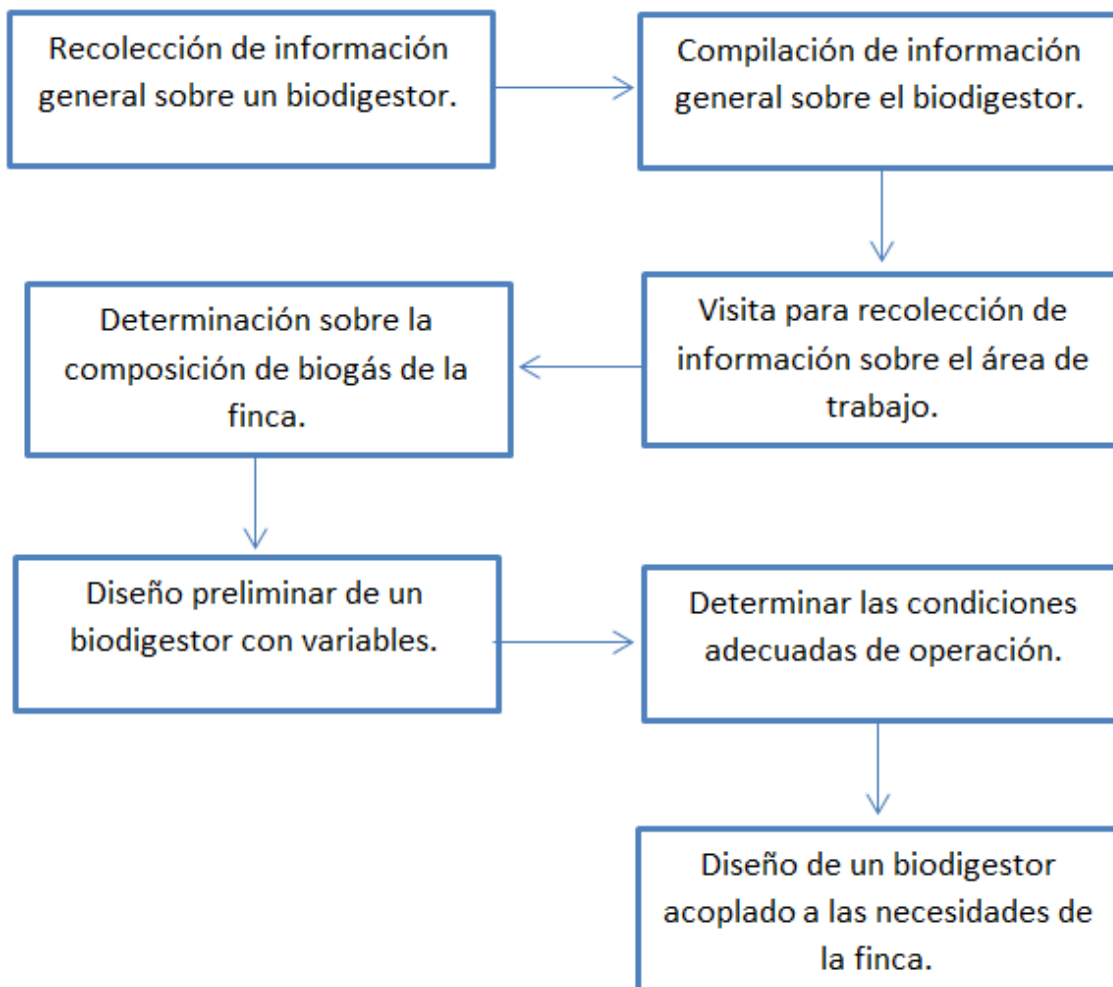 Recolección de información
general sobre un biodigestor.
Compilación de información
general sobre el biodigestor.
Visita para recolección de
información sobre el área de
trabajo.
Determinación sobre la
composición de biogás de la
finca.
Diseño preliminar de un
biodigestor con variables.
Determinar las condiciones
adecuadas de operación.
Diseño de un biodigestor
acoplado a las necesidades de
la finca.